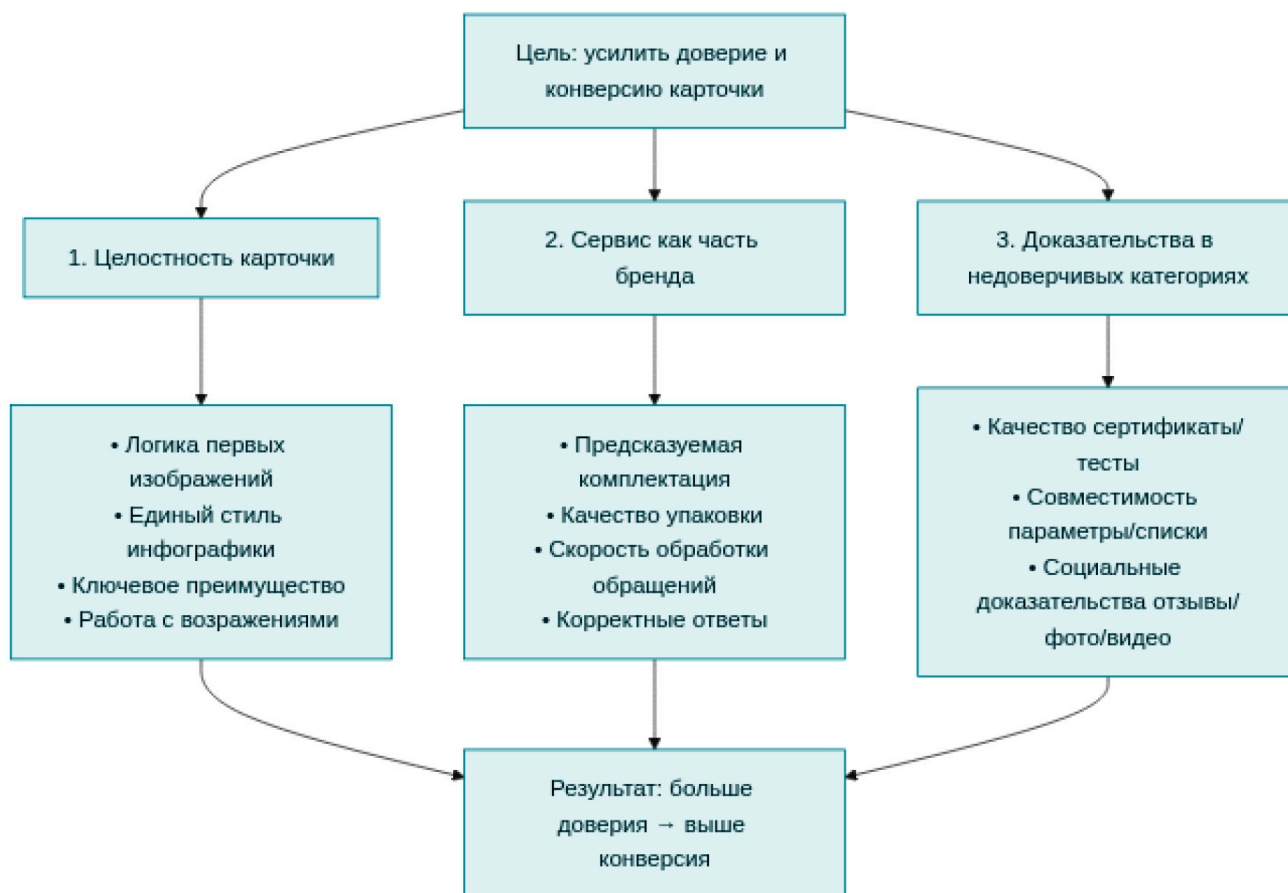 Цель: усилить доверие и
конверсию карточки
1. Целостность карточки
2. Сервис как часть
бренда
3. Доказательства в
недоверчивых категориях
• Логика первых
изображений
• Единый стиль
инфографики
• Ключевое преимущество
• Работа с возражениями
• Предсказуемая
комплектация
• Качество упаковки
• Скорость обработки
обращений
• Корректные ответы
• Качество сертификаты/
тесты
• Совместимость
параметры/списки
• Социальные
доказательства отзывы/
фото/видео
Результат: больше
доверия → выше
конверсия